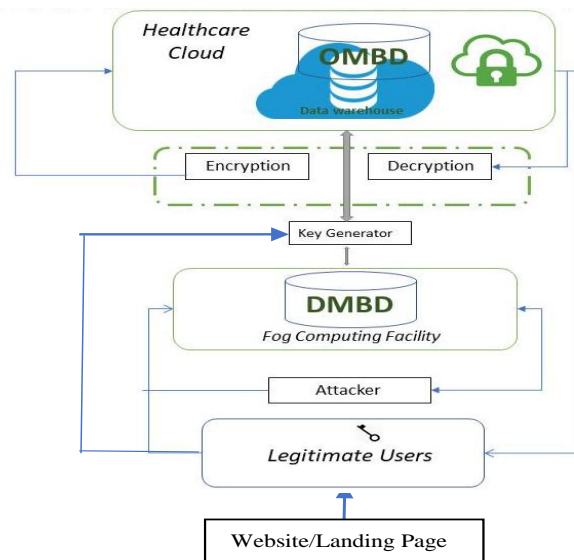 Healthcare
Cloud
OMBD
Data warehouse
Encryption
Decryption
Key Generator
DMBD
Fog Computing Facility
Attacker
Legitimate Users
Website/Landing Page